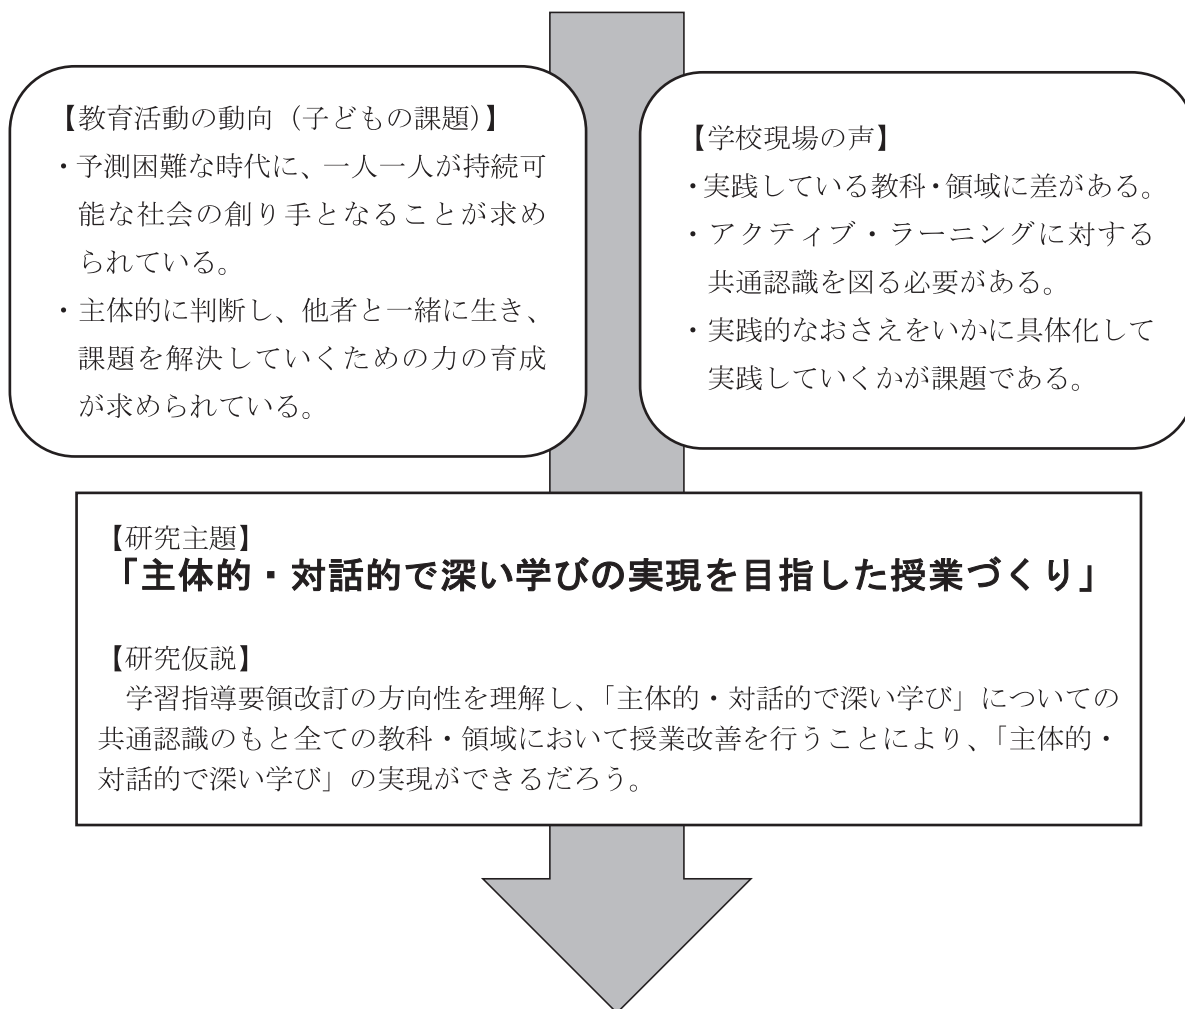 【教育活動の動向（子どもの課題）】
・予測困難な時代に、一人一人が持続可
能な社会の創り手となることが求め
られている。
・主体的に判断し、他者と一緒に生き、
課題を解決していくための力の育成
が求められている。
【学校現場の声】
・実践している教科・領域に差がある。
・アクティブ・ラーニングに対する
共通認識を図る必要がある。
・実践的なおさえをいかに具体化して
実践していくかが課題である。
【研究主題】
「主体的・対話的で深い学びの実現を目指した授業づくり」
【研究仮説】
学習指導要領改訂の方向性を理解し、「主体的・対話的で深い学び」についての
共通認識のもと全ての教科・領域において授業改善を行うことにより、「主体的・
対話的で深い学び」の実現ができるだろう。